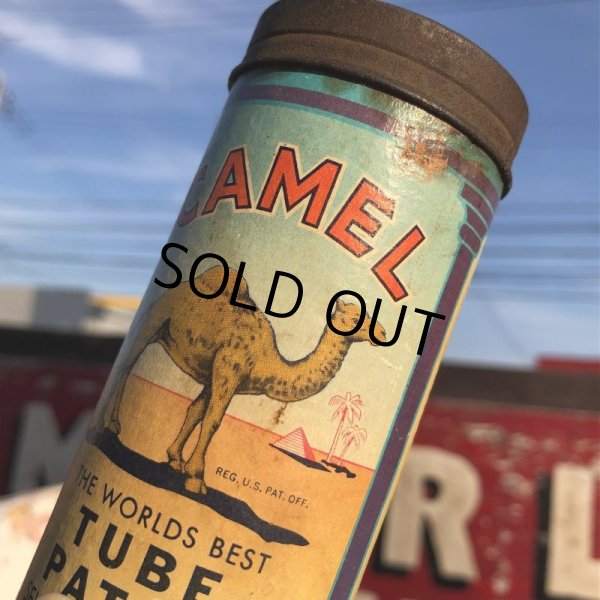 CAMEL
SOLD OUT
REG. U.S. PAT. OFF.
THE WORLDS BEST
TUBE